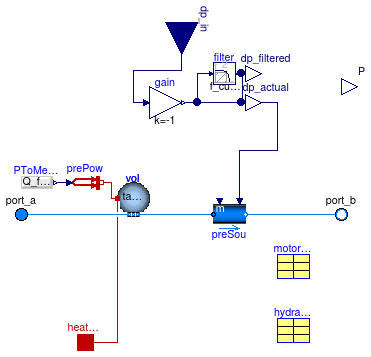 dp_in
filter
dp_filtered
P
gain
f_cu...
dp_actual
k=-1
PToMe...
prePow
vol
Q_f...
ta...
port_a
port_b
m
preSou
motor...
hydra...
heat...